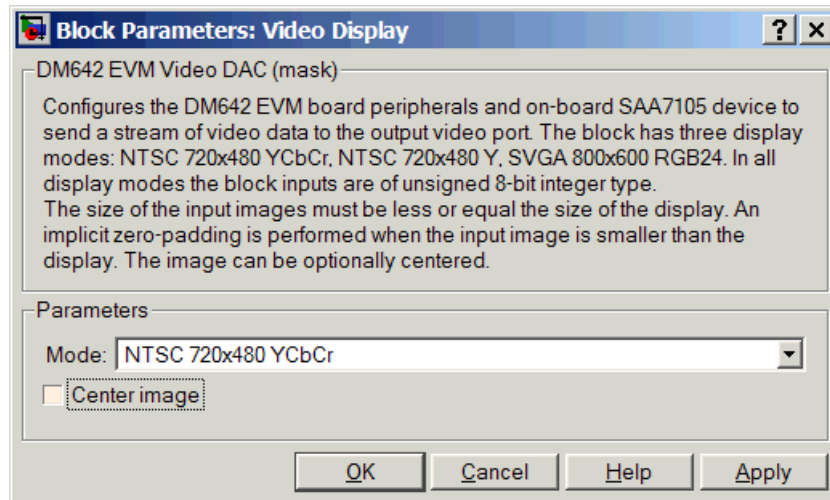 Block Parameters: Video Display
DM642 EVM Video DAC (mask)
Configures the DM642 EVM board peripherals and on-board SAA7105 device to
send a stream of video data to the output video port. The block has three display
modes: NTSC 720x480 YCbCr, NTSC 720x480 Y, SVGA 800x600 RGB24. In all
display modes the block inputs are of unsigned 8-bit integer type.
The size of the input images must be less or equal the size of the display. An
implicit zero-padding is performed when the input image is smaller than the
display. The image can be optionally centered.
Parameters
Mode: NTSC 720x480 YCbCr
Center image
OK Cancel Help Apply